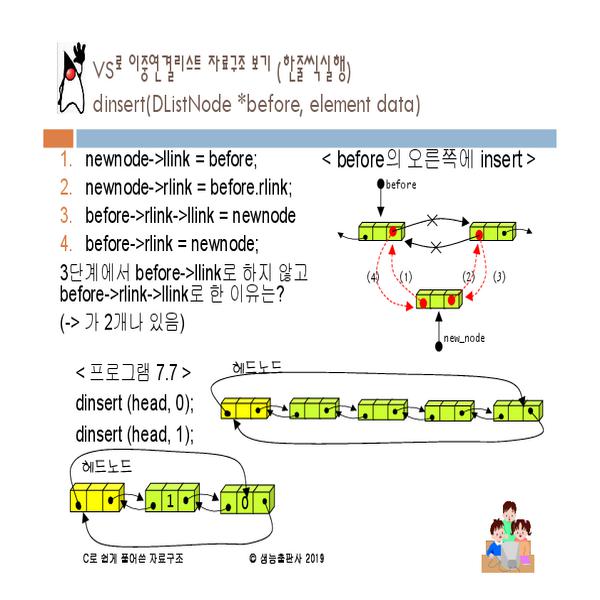 VS로 이중연결리스트 자료구조 보기 (한줄씩실행)
dinsert(DListNode *before, element data)
1. newnode->llink = before;
2. newnode->rlink = before.rlink;
3. before->rlink->llink = newnode
4. before->rlink = newnode;
3단계에서 before->llink로 하지 않고
before->rlink->llink로 한 이유는?
(-> 가 2개나 있음)
< before의 오른쪽에 insert >
before
(4) (1) (2) (3)
new_node
< 프로그램 7.7 >
dinsert (head, 0);
dinsert (head, 1);
헤드노드
헤드노드
1 0
C로 쉽게 풀어쓴 자료구조 © 생능출판사 2019